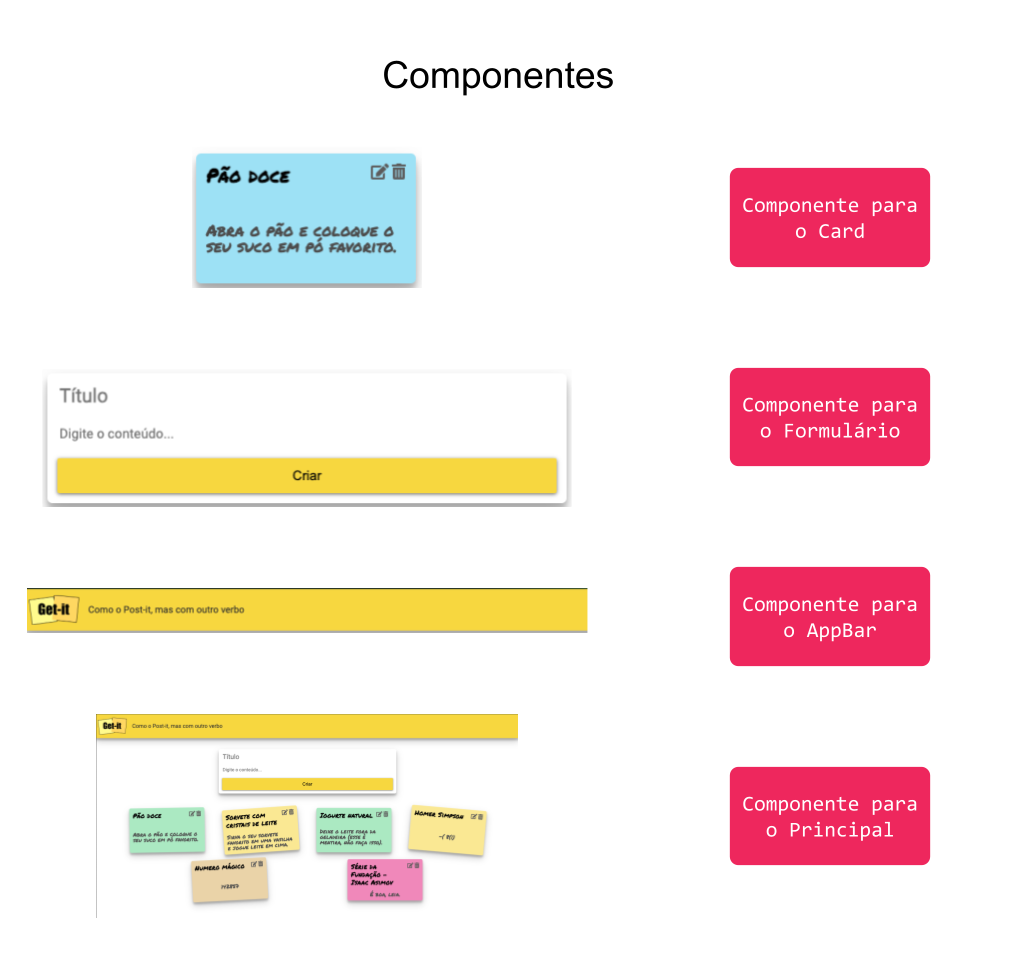 Componentes
Pão doce
Abra o pão e coloque o
seu suco em pó favorito.
Componente para
o Card
Título
Digite o conteúdo...
Criar
Componente para
o Formulário
Get-it
Como o Post-it, mas com outro verbo
Componente para
o AppBar
Get-it
Como o Post-it, mas com outro verbo
Título
Digite o conteúdo...
Criar
Pão doce
Abra o pão e coloque o
seu suco em pó favorito.
Sorvete com
cristais de leite
Sirva o seu sorvete
favorito em uma vasilha
e jogue leite em cima.
Iogurte natural
Deixe o leite fora da
geladeira (esse é
mentira, não faça isso).
Homer Simpson
Numero mágico
Série da
Fundação -
Isaac Asimov
É boa, leia.
Componente para
o Principal